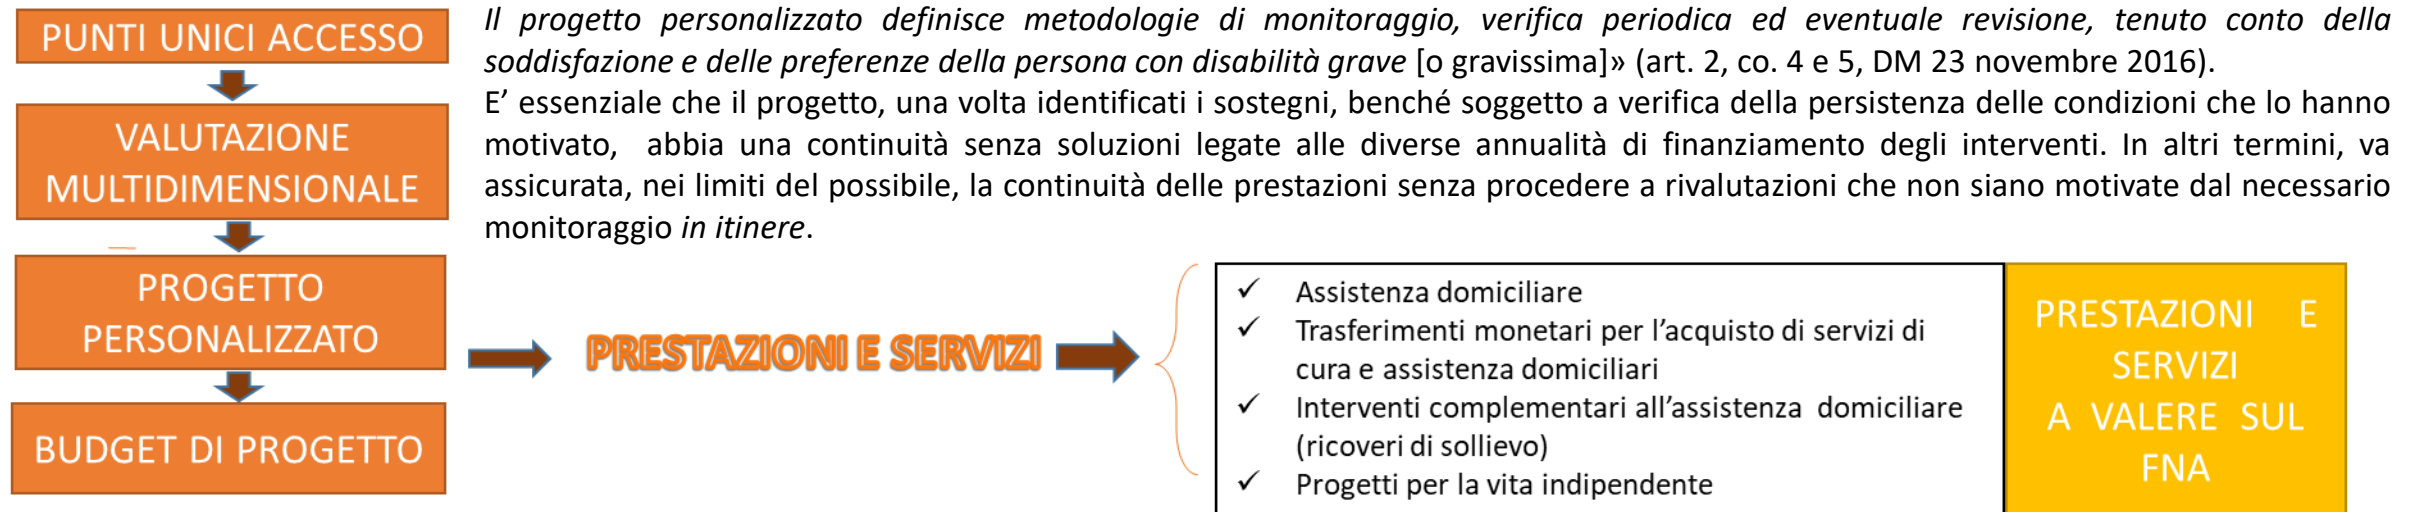 PUNTI UNICI ACCESSO
VALUTAZIONE
MULTIDIMENSIONALE
PROGETTO
PERSONALIZZATO
BUDGET DI PROGETTO
Il progetto personalizzato definisce metodologie di monitoraggio, verifica periodica ed eventuale revisione, tenuto conto della
soddisfazione e delle preferenze della persona con disabilità grave [o gravissima]» (art. 2, co. 4 e 5, DM 23 novembre 2016).
E’ essenziale che il progetto, una volta identificati i sostegni, benché soggetto a verifica della persistenza delle condizioni che lo hanno
motivato, abbia una continuità senza soluzioni legate alle diverse annualità di finanziamento degli interventi. In altri termini, va
assicurata, nei limiti del possibile, la continuità delle prestazioni senza procedere a rivalutazioni che non siano motivate dal necessario
monitoraggio in itinere.
PRESTAZIONI E SERVIZI
✓ Assistenza domiciliare
✓ Trasferimenti monetari per l’acquisto di servizi di
cura e assistenza domiciliari
✓ Interventi complementari all’assistenza domiciliare
(ricoveri di sollievo)
✓ Progetti per la vita indipendente
PRESTAZIONI E
SERVIZI
A VALERE SUL
FNA